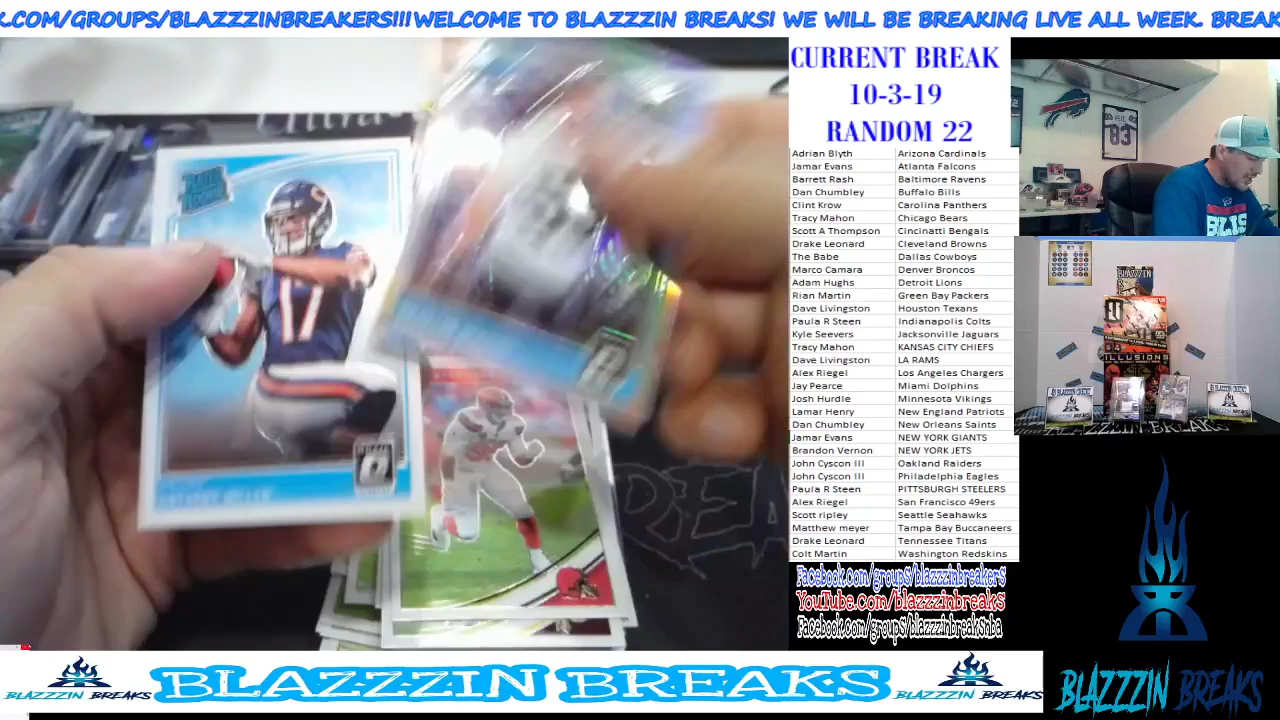 K.COM/GROUPS/BLAZZZINBREAKERS!!! WELCOME TO BLAZZZIN BREAKS! WE WILL BE BREAKING LIVE ALL WEEK. BREAK
CURRENT BREAK
10-3-19
RANDOM 22
Adrian Blyth Arizona Cardinals
Jamar Evans Atlanta Falcons
Barrett Rash Baltimore Ravens
Dan Chumbley Buffalo Bills
Clint Krow Carolina Panthers
Tracy Mahon Chicago Bears
Scott A Thompson Cincinatti Bengals
Drake Leonard Cleveland Browns
The Babe Dallas Cowboys
Marco Camara Denver Broncos
Adam Hughs Detroit Lions
Rian Martin Green Bay Packers
Dave Livingston Houston Texans
Paula R Steen Indianapolis Colts
Kyle Seevers Jacksonville Jaguars
Tracy Mahon KANSAS CITY CHIEFS
Dave Livingston LA RAMS
Alex Riegel Los Angeles Chargers
Jay Pearce Miami Dolphins
Josh Hurdle Minnesota Vikings
Lamar Henry New England Patriots
Dan Chumbley New Orleans Saints
Jamar Evans NEW YORK GIANTS
Brandon Vernon NEW YORK JETS
John Cyscon III Oakland Raiders
John Cyscon III Philadelphia Eagles
Paula R Steen PITTSBURGH STEELERS
Alex Riegel San Francisco 49ers
Scott ripley Seattle Seahawks
Matthew meyer Tampa Bay Buccaneers
Drake Leonard Tennessee Titans
Colt Martin Washington Redskins
Facebook.com/groups/blazzzinbreakers
YouTube.com/blazzzinbreaks
Facebook.com/groups/blazzzinbreaksnba
17
83
BLAZZZIN
ILLUSIONS
BLAZZZIN BREAKS
BLAZZZIN BREAKS
BLAZZZIN BREAKS
BLAZZZIN BREAKS